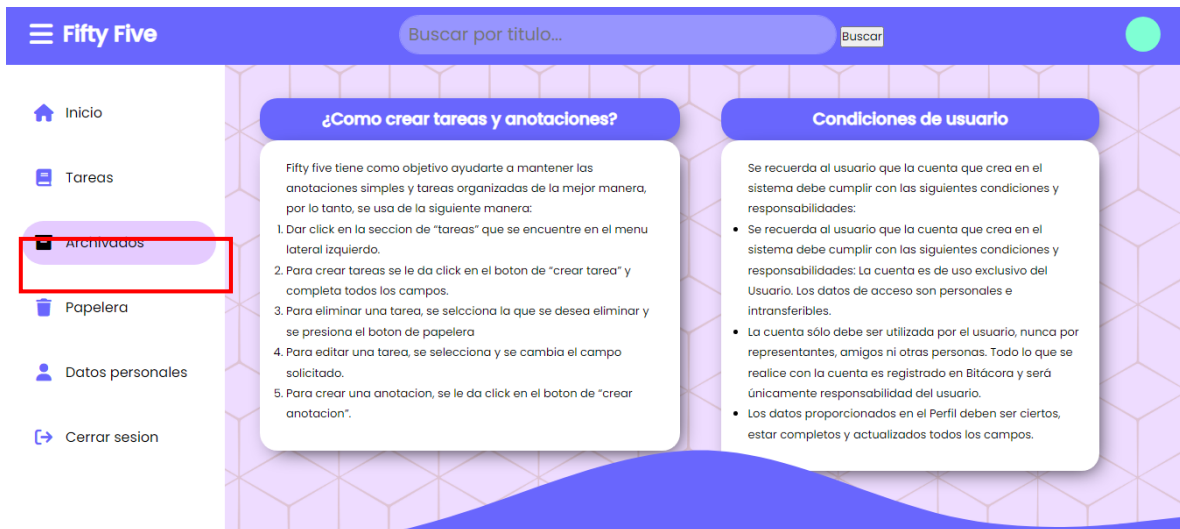 Fifty Five
Buscar por titulo...
Buscar
Inicio
Tareas
Archivados
Papelera
Datos personales
Cerrar sesion
¿Como crear tareas y anotaciones?
Fifty five tiene como objetivo ayudarte a mantener las
anotaciones simples y tareas organizadas de la mejor manera,
por lo tanto, se usa de la siguiente manera:
1. Dar click en la seccion de “tareas” que se encuentre en el menu
lateral izquierdo.
2. Para crear tareas se le da click en el boton de “crear tarea” y
completa todos los campos.
3. Para eliminar una tarea, se selcciona la que se desea eliminar y
se presiona el boton de papelera
4. Para editar una tarea, se selecciona y se cambia el campo
solicitado.
5. Para crear una anotacion, se le da click en el boton de “crear
anotacion”.
Condiciones de usuario
Se recuerda al usuario que la cuenta que crea en el
sistema debe cumplir con las siguientes condiciones y
responsabilidades:
• Se recuerda al usuario que la cuenta que crea en el
sistema debe cumplir con las siguientes condiciones y
responsabilidades: La cuenta es de uso exclusivo del
Usuario. Los datos de acceso son personales e
intransferibles.
• La cuenta sólo debe ser utilizada por el usuario, nunca por
representantes, amigos ni otras personas. Todo lo que se
realice con la cuenta es registrado en Bitácora y será
únicamente responsabilidad del usuario.
• Los datos proporcionados en el Perfil deben ser ciertos,
estar completos y actualizados todos los campos.